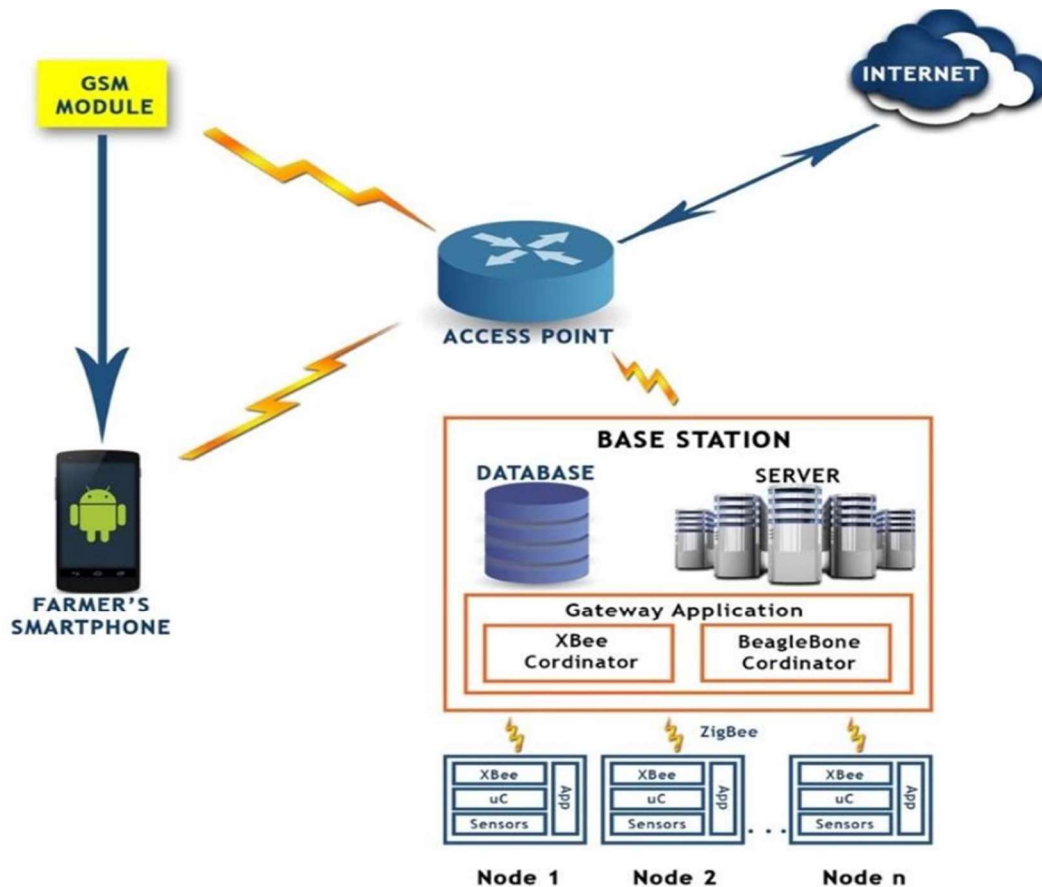 GSM
MODULE
INTERNET
ACCESS POINT
FARMER'S
SMARTPHONE
BASE STATION
DATABASE
SERVER
Gateway Application
XBee
Cordinator
BeagleBone
Cordinator
ZigBee
XBee
uC
Sensors
App
XBee
uC
Sensors
App
...
XBee
uC
Sensors
App
Node 1
Node 2
Node n